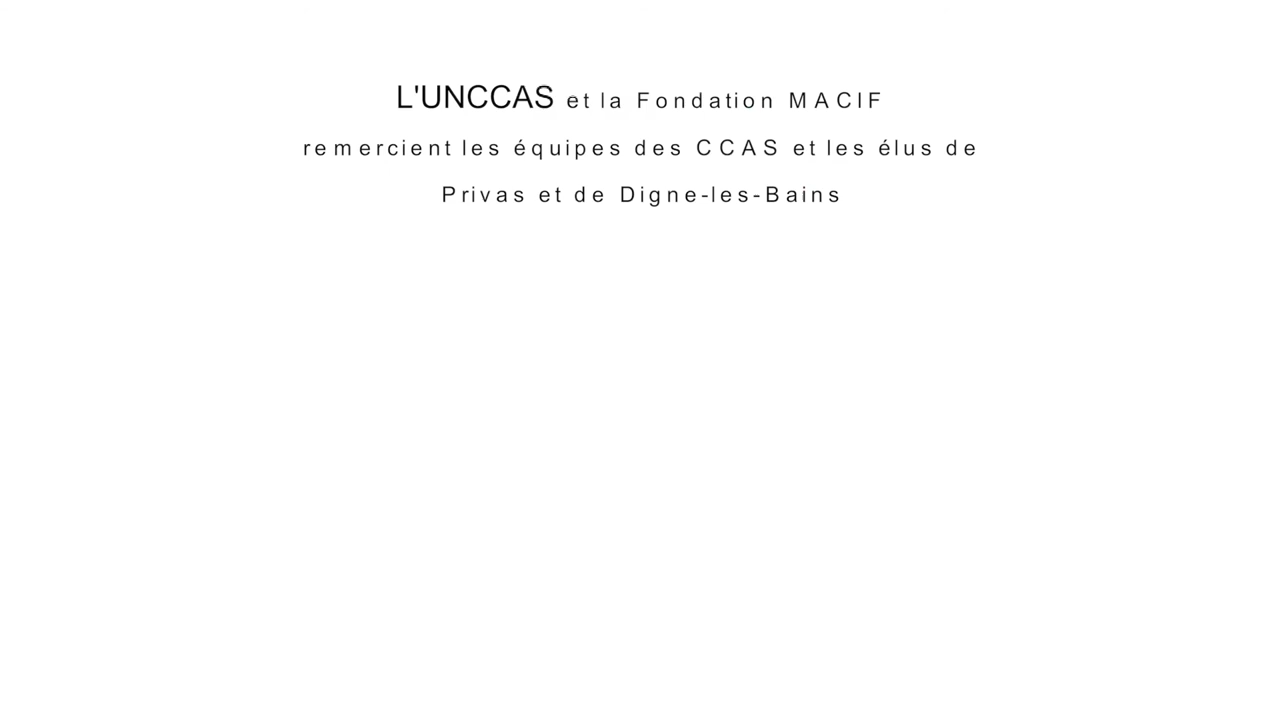 L'UNCCAS et la Fondation MACIF
remercient les équipes des CCAS et les élus de
Privas et de Digne-les-Bains